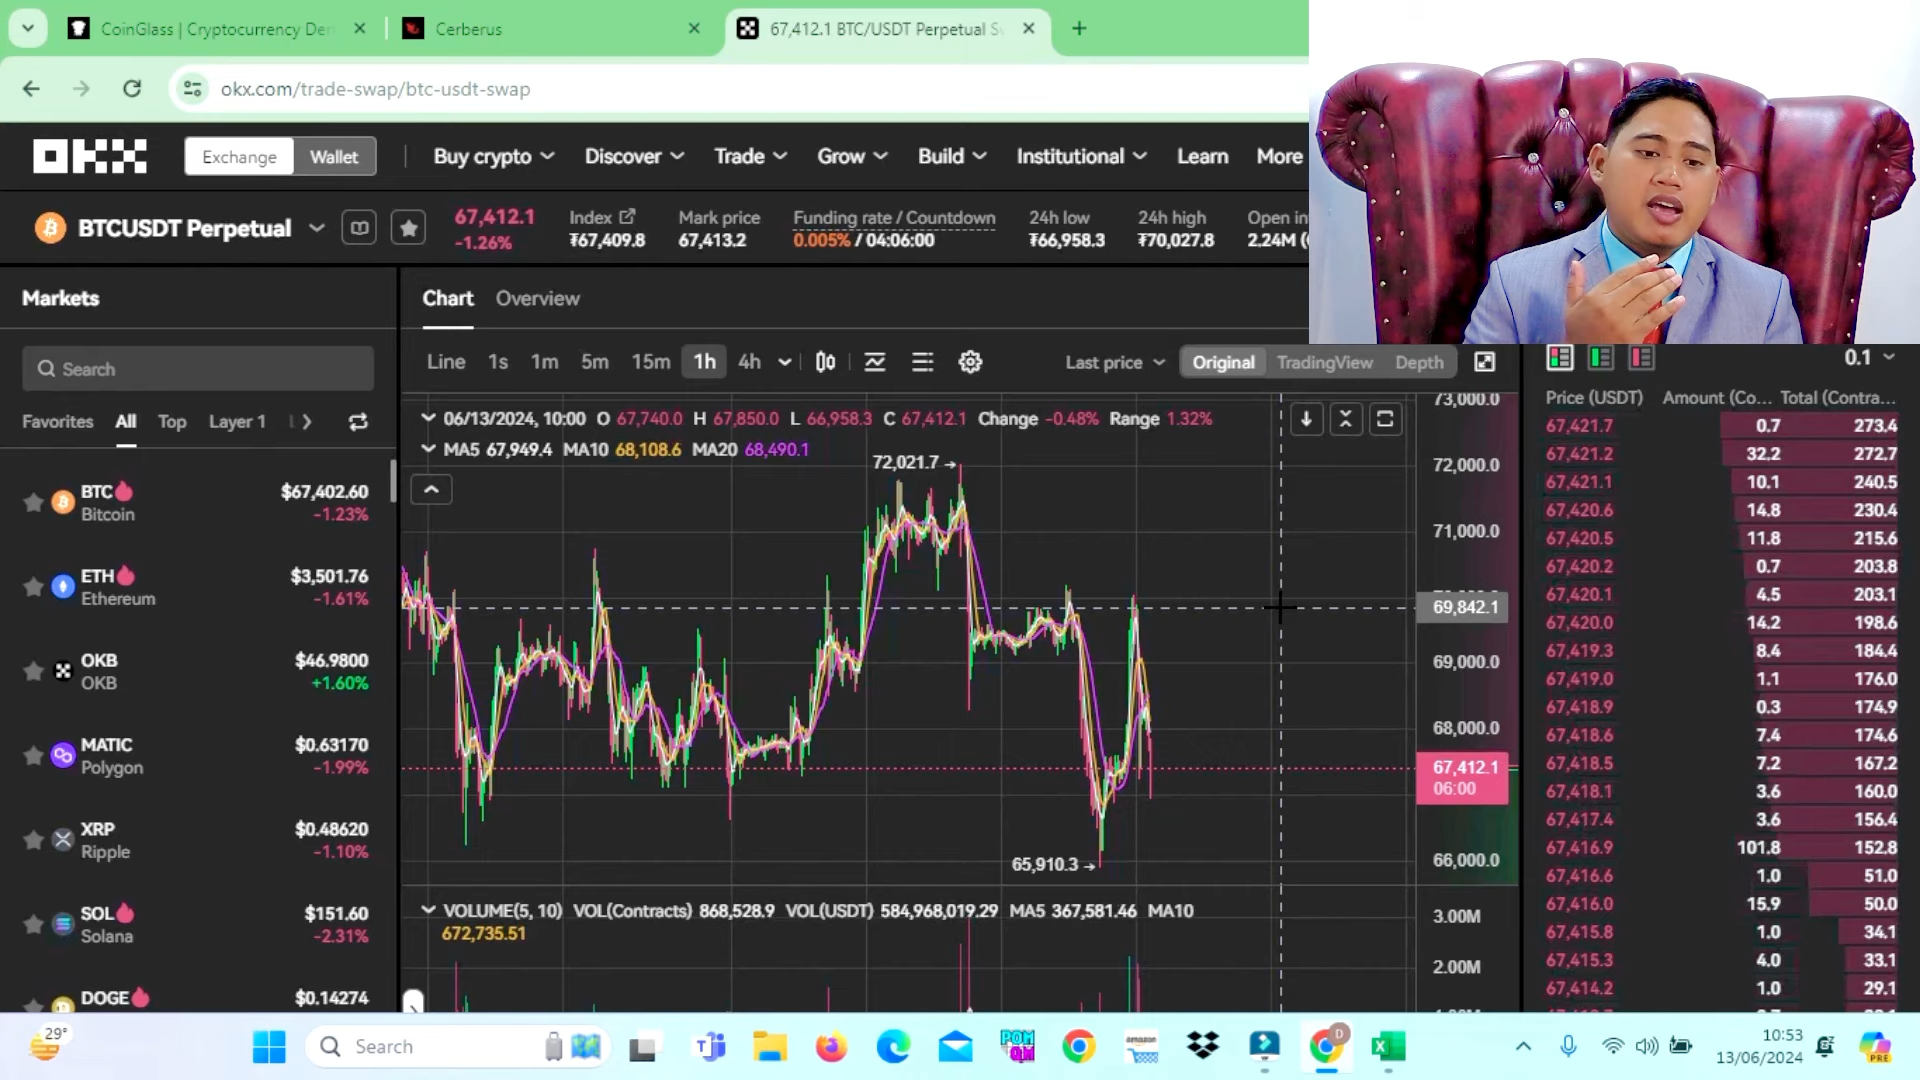 CoinGlass | Cryptocurrency Der
Cerberus
67,412.1 BTC/USDT Perpetual S
okx.com/trade-swap/btc-usdt-swap
OKX
Exchange Wallet
Buy crypto Discover Trade Grow Build Institutional Learn More
BTCUSDT Perpetual
67,412.1
-1.26%
Index
₮67,409.8
Mark price
67,413.2
Funding rate / Countdown
0.005% / 04:06:00
24h low
₮66,958.3
24h high
₮70,027.8
Open in
2.24M (
Markets
Search
Favorites All Top Layer 1
BTC $67,402.60
Bitcoin -1.23%
ETH $3,501.76
Ethereum -1.61%
OKB $46.9800
OKB +1.60%
MATIC $0.63170
Polygon -1.99%
XRP $0.48620
Ripple -1.10%
SOL $151.60
Solana -2.31%
DOGE $0.14274
Chart Overview
Line 1s 1m 5m 15m 1h 4h
Last price Original TradingView Depth
06/13/2024, 10:00 O 67,740.0 H 67,850.0 L 66,958.3 C 67,412.1 Change -0.48% Range 1.32%
MA5 67,949.4 MA10 68,108.6 MA20 68,490.1
72,021.7
65,910.3
73,000.0
72,000.0
71,000.0
69,842.1
69,000.0
68,000.0
67,412.1
06:00
66,000.0
VOLUME(5, 10) VOL(Contracts) 868,528.9 VOL(USDT) 584,968,019.29 MA5 367,581.46 MA10
672,735.51
3.00M
2.00M
0.1
Price (USDT) Amount (Co... Total (Contra...
67,421.7 0.7 273.4
67,421.2 32.2 272.7
67,421.1 10.1 240.5
67,420.6 14.8 230.4
67,420.5 11.8 215.6
67,420.2 0.7 203.8
67,420.1 4.5 203.1
67,420.0 14.2 198.6
67,419.3 8.4 184.4
67,419.0 1.1 176.0
67,418.9 0.3 174.9
67,418.6 7.4 174.6
67,418.5 7.2 167.2
67,418.1 3.6 160.0
67,417.4 3.6 156.4
67,416.9 101.8 152.8
67,416.6 1.0 51.0
67,416.0 15.9 50.0
67,415.8 1.0 34.1
67,415.3 4.0 33.1
67,414.2 1.0 29.1
29°
Search
amazon
PRE
10:53
13/06/2024